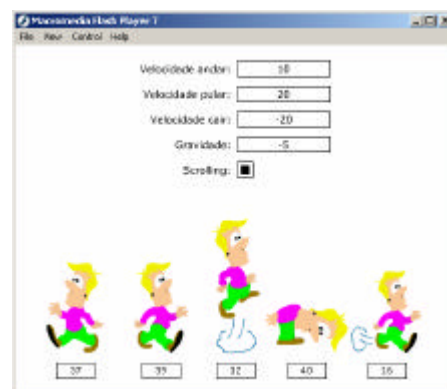 Macromedia Flash Player 7
File View Control Help
Velocidade andar: 10
Velocidade pular: 20
Velocidade cair: -20
Gravidade: -5
Scrolling:
37 39 32 40 16